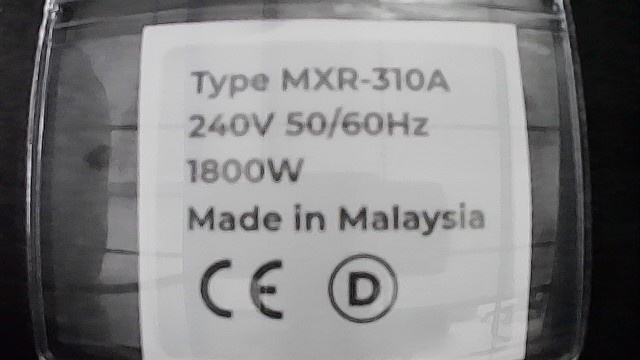 Type MXR-310A
240V 50/60Hz
1800W
Made in Malaysia
CE D